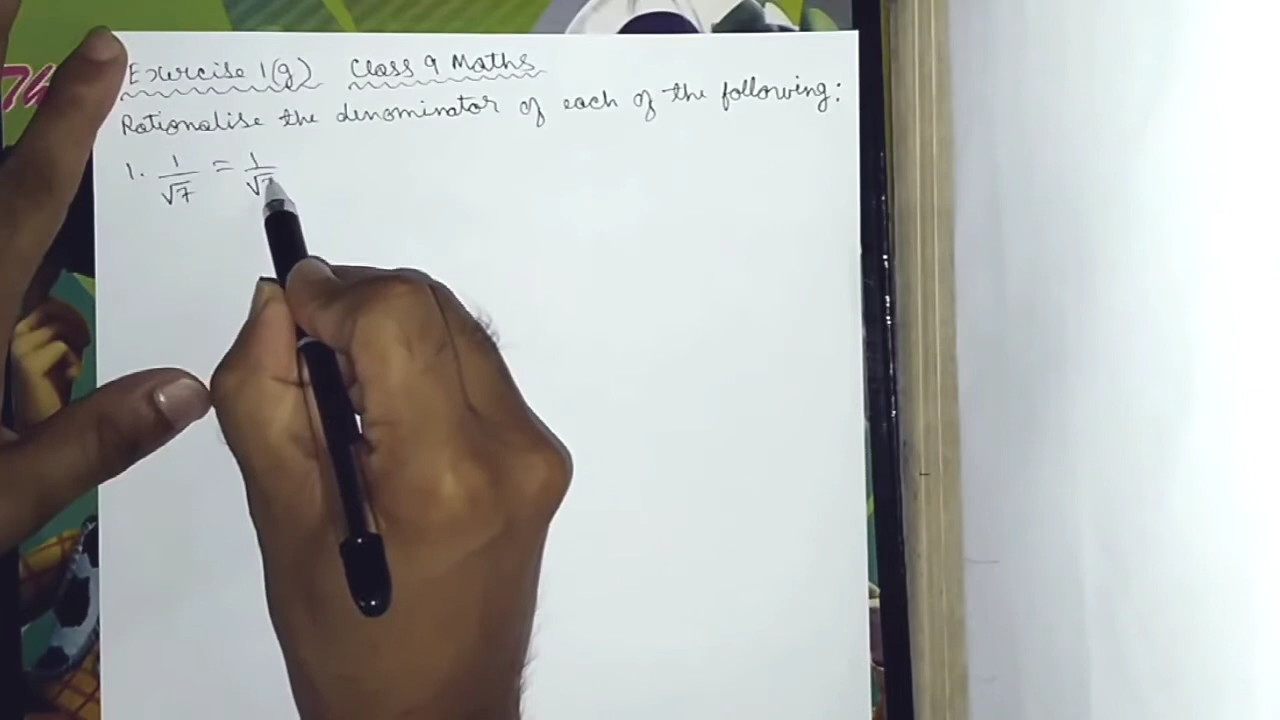 Exercise 1(g) Class 9 Maths
Rationalise the denominator of each of the following:
1. 1/√7 = 1/√7